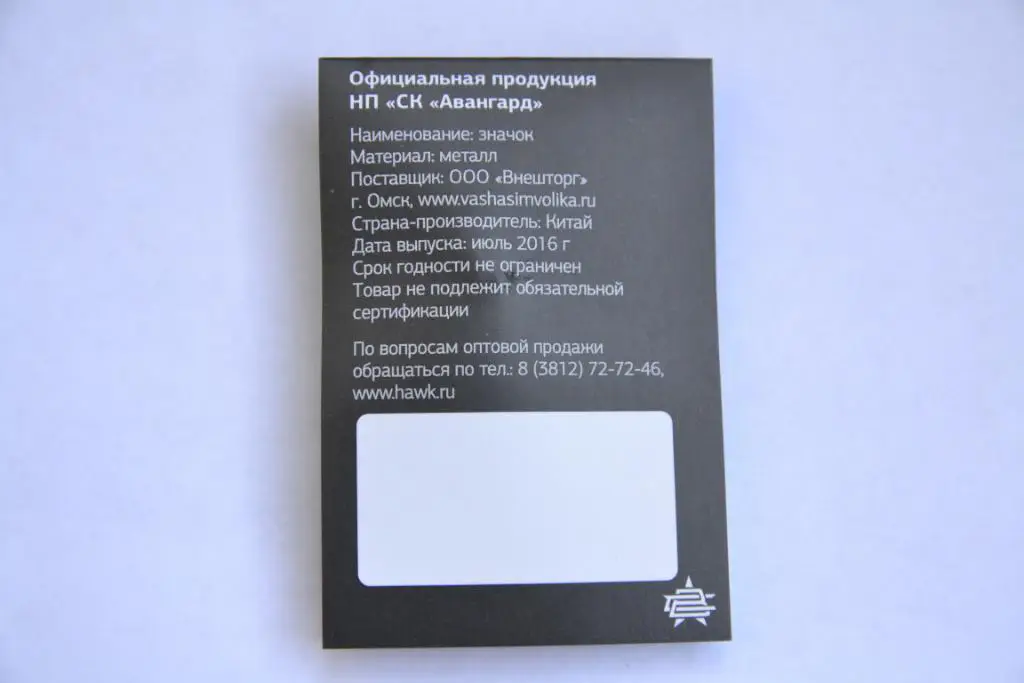 Официальная продукция
НП «СК «Авангард»
Наименование: значок
Материал: металл
Поставщик: ООО «Внешторг»
г. Омск, www.vashasimvolika.ru
Страна-производитель: Китай
Дата выпуска: июль 2016 г
Срок годности не ограничен
Товар не подлежит обязательной
сертификации
По вопросам оптовой продажи
обращаться по тел.: 8 (3812) 72-72-46,
www.hawk.ru